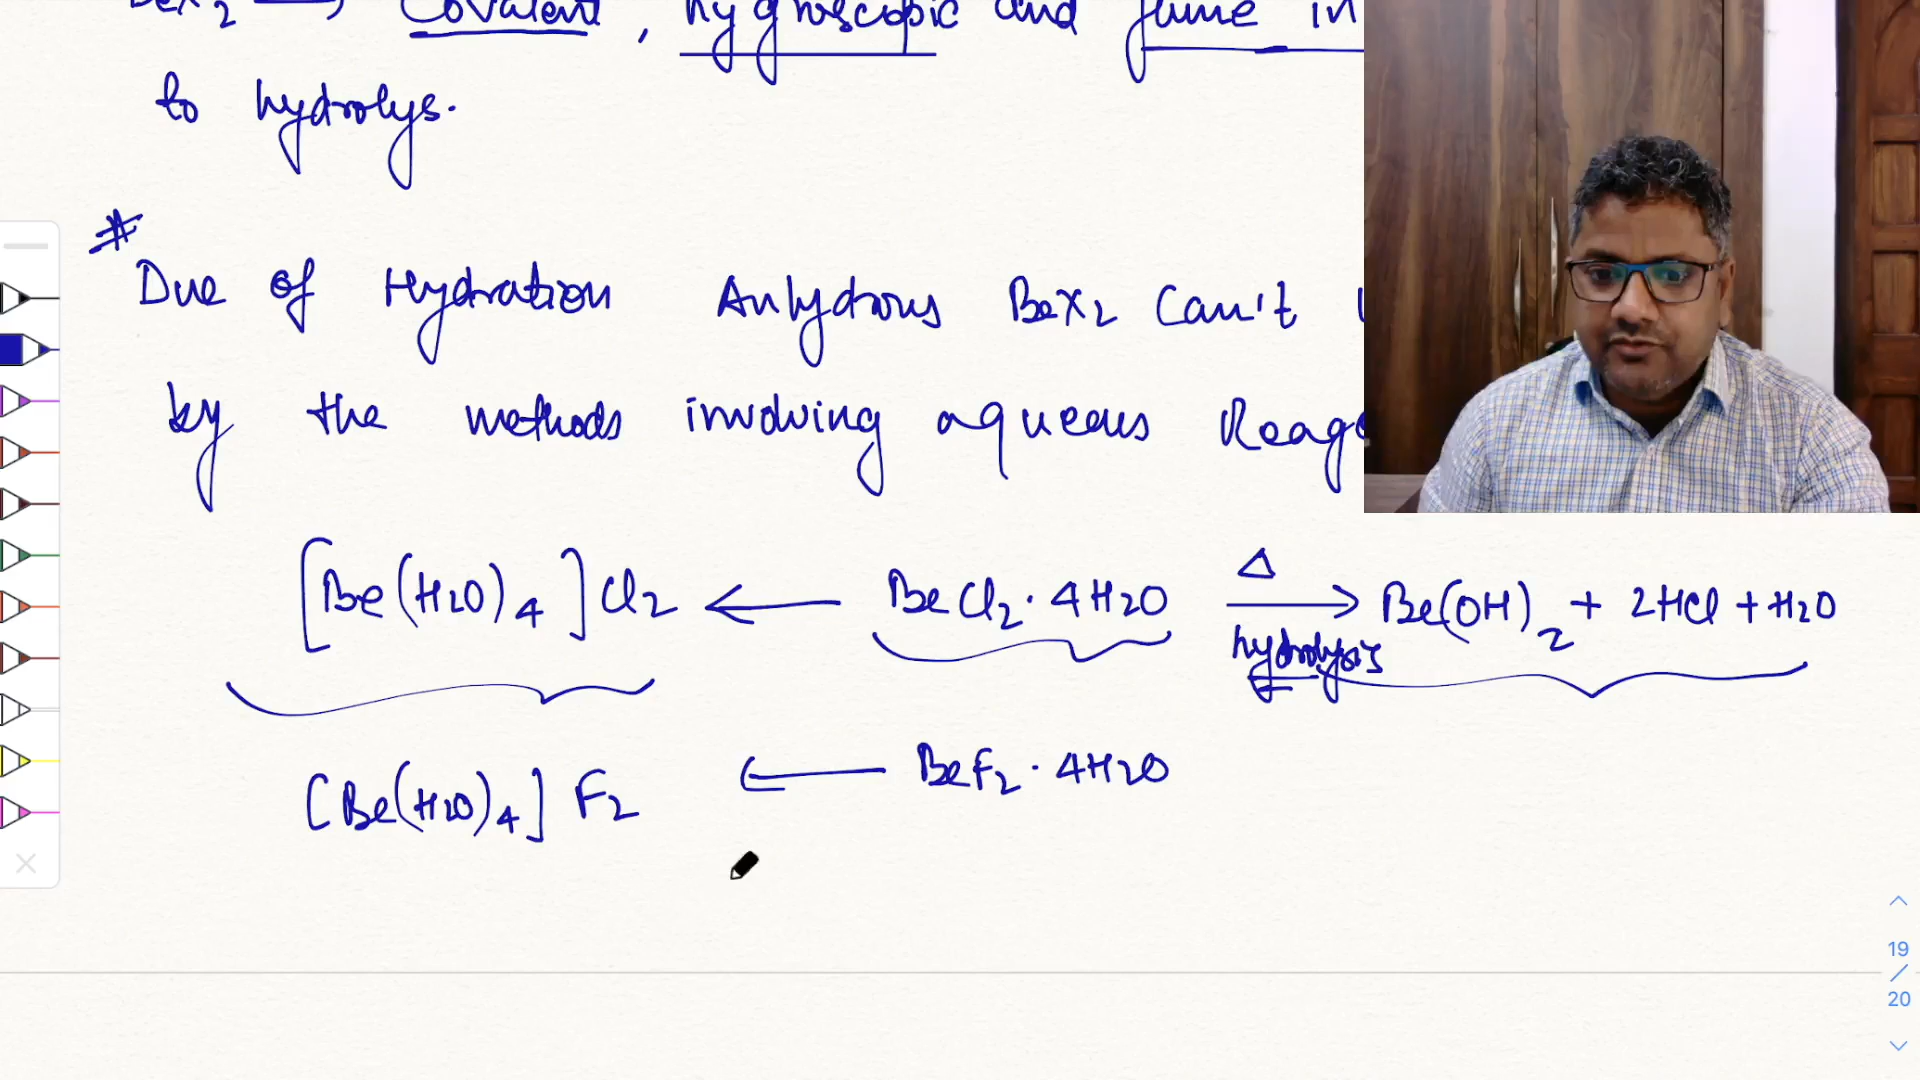 BeX2 → Covalent, hygroscopic and fume in
to hydrolys.
* Due of Hydration Anhydrous BeX2 Can't
by the methods involving aqueous
[Be(H2O)4]Cl2 ← BeCl2·4H2O Δ → hydrolysis Be(OH)2 + 2HCl + H2O
[Be(H2O)4] F2 ← BeF2·4H2O
19
/
20